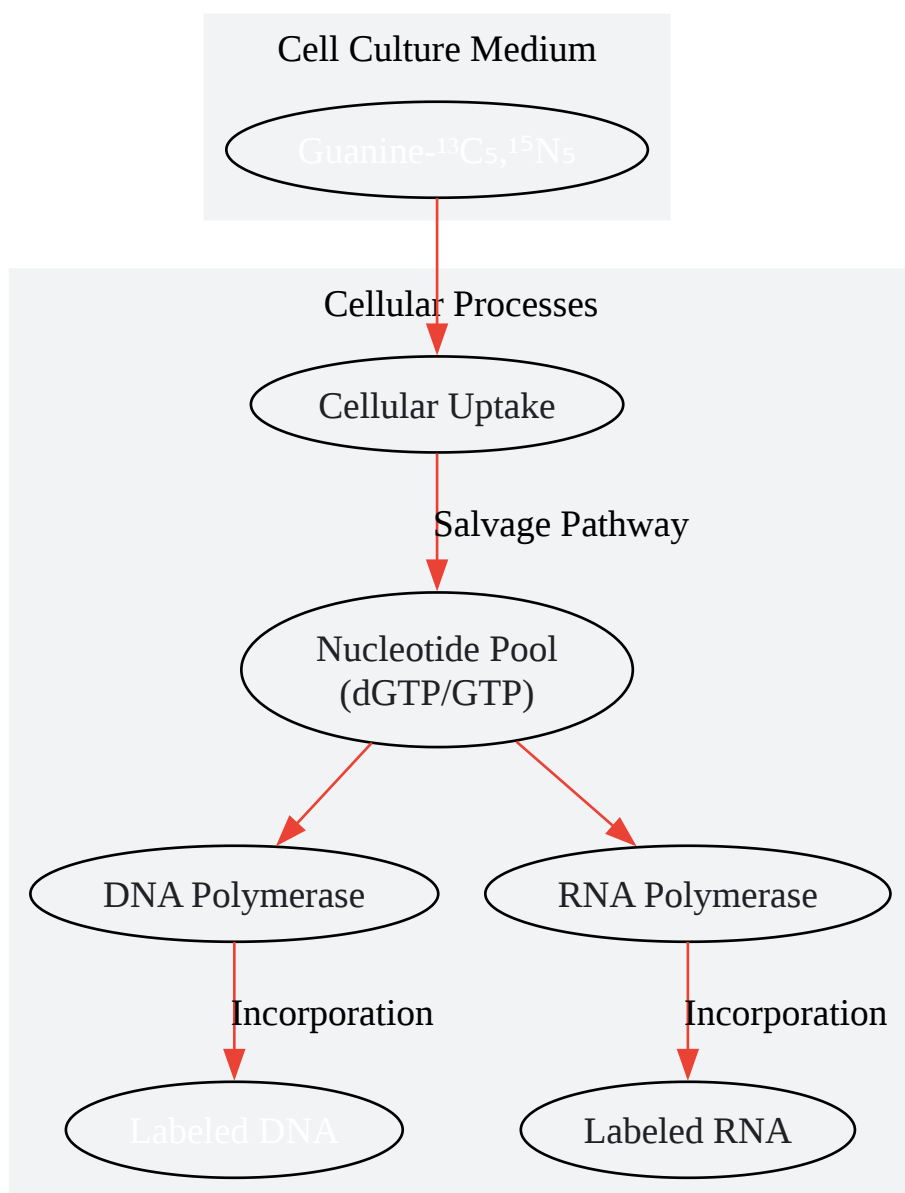 Cell Culture Medium
Guanine-¹³C₅,¹⁵N₅
Cellular Processes
Cellular Uptake
Salvage Pathway
Nucleotide Pool
(dGTP/GTP)
DNA Polymerase
RNA Polymerase
Incorporation
Incorporation
Labeled DNA
Labeled RNA